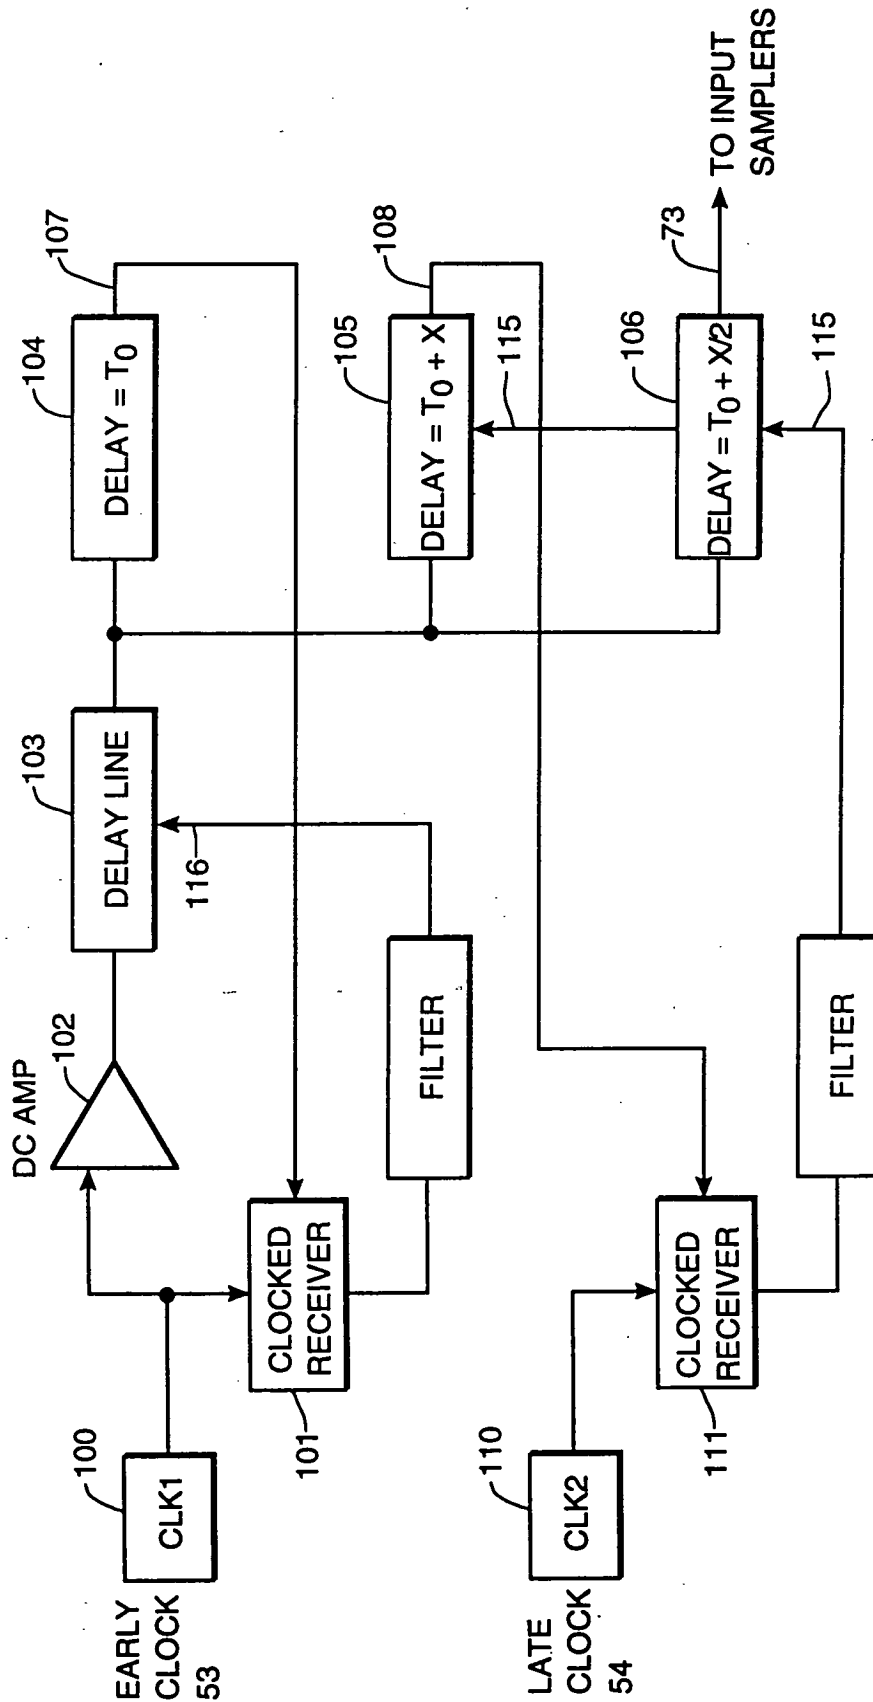 EARLY
CLOCK
53
CLK1
100
DC AMP
102
CLOCKED
RECEIVER
101
DELAY LINE
103
FILTER
116
DELAY = T0
104
107
DELAY = T0 + X
105
108
115
DELAY = T0 + X/2
106
73
TO INPUT
SAMPLERS
115
LATE
CLOCK
54
CLK2
110
CLOCKED
RECEIVER
111
FILTER